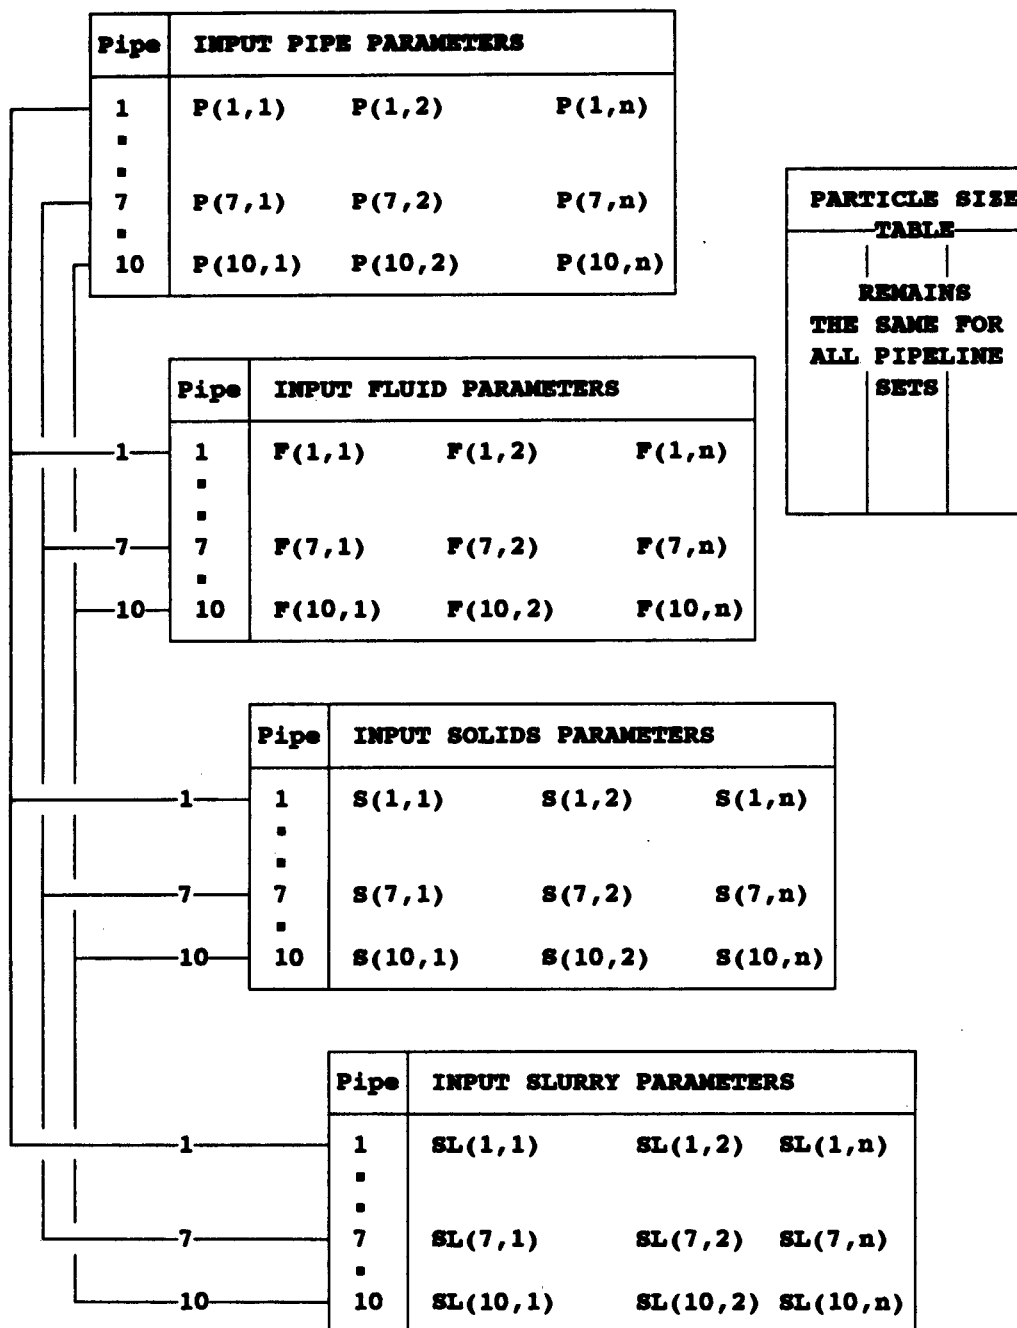 Pipe INPUT PIPE PARAMETERS
1 P(1,1) P(1,2) P(1,n)
7 P(7,1) P(7,2) P(7,n)
10 P(10,1) P(10,2) P(10,n)
PARTICLE SIZE
TABLE
REMAINS
THE SAME FOR
ALL PIPELINE
SETS
Pipe INPUT FLUID PARAMETERS
1 1 F(1,1) F(1,2) F(1,n)
7 7 F(7,1) F(7,2) F(7,n)
10 10 F(10,1) F(10,2) F(10,n)
Pipe INPUT SOLIDS PARAMETERS
1 1 S(1,1) S(1,2) S(1,n)
7 7 S(7,1) S(7,2) S(7,n)
10 10 S(10,1) S(10,2) S(10,n)
Pipe INPUT SLURRY PARAMETERS
1 1 SL(1,1) SL(1,2) SL(1,n)
7 7 SL(7,1) SL(7,2) SL(7,n)
10 10 SL(10,1) SL(10,2) SL(10,n)